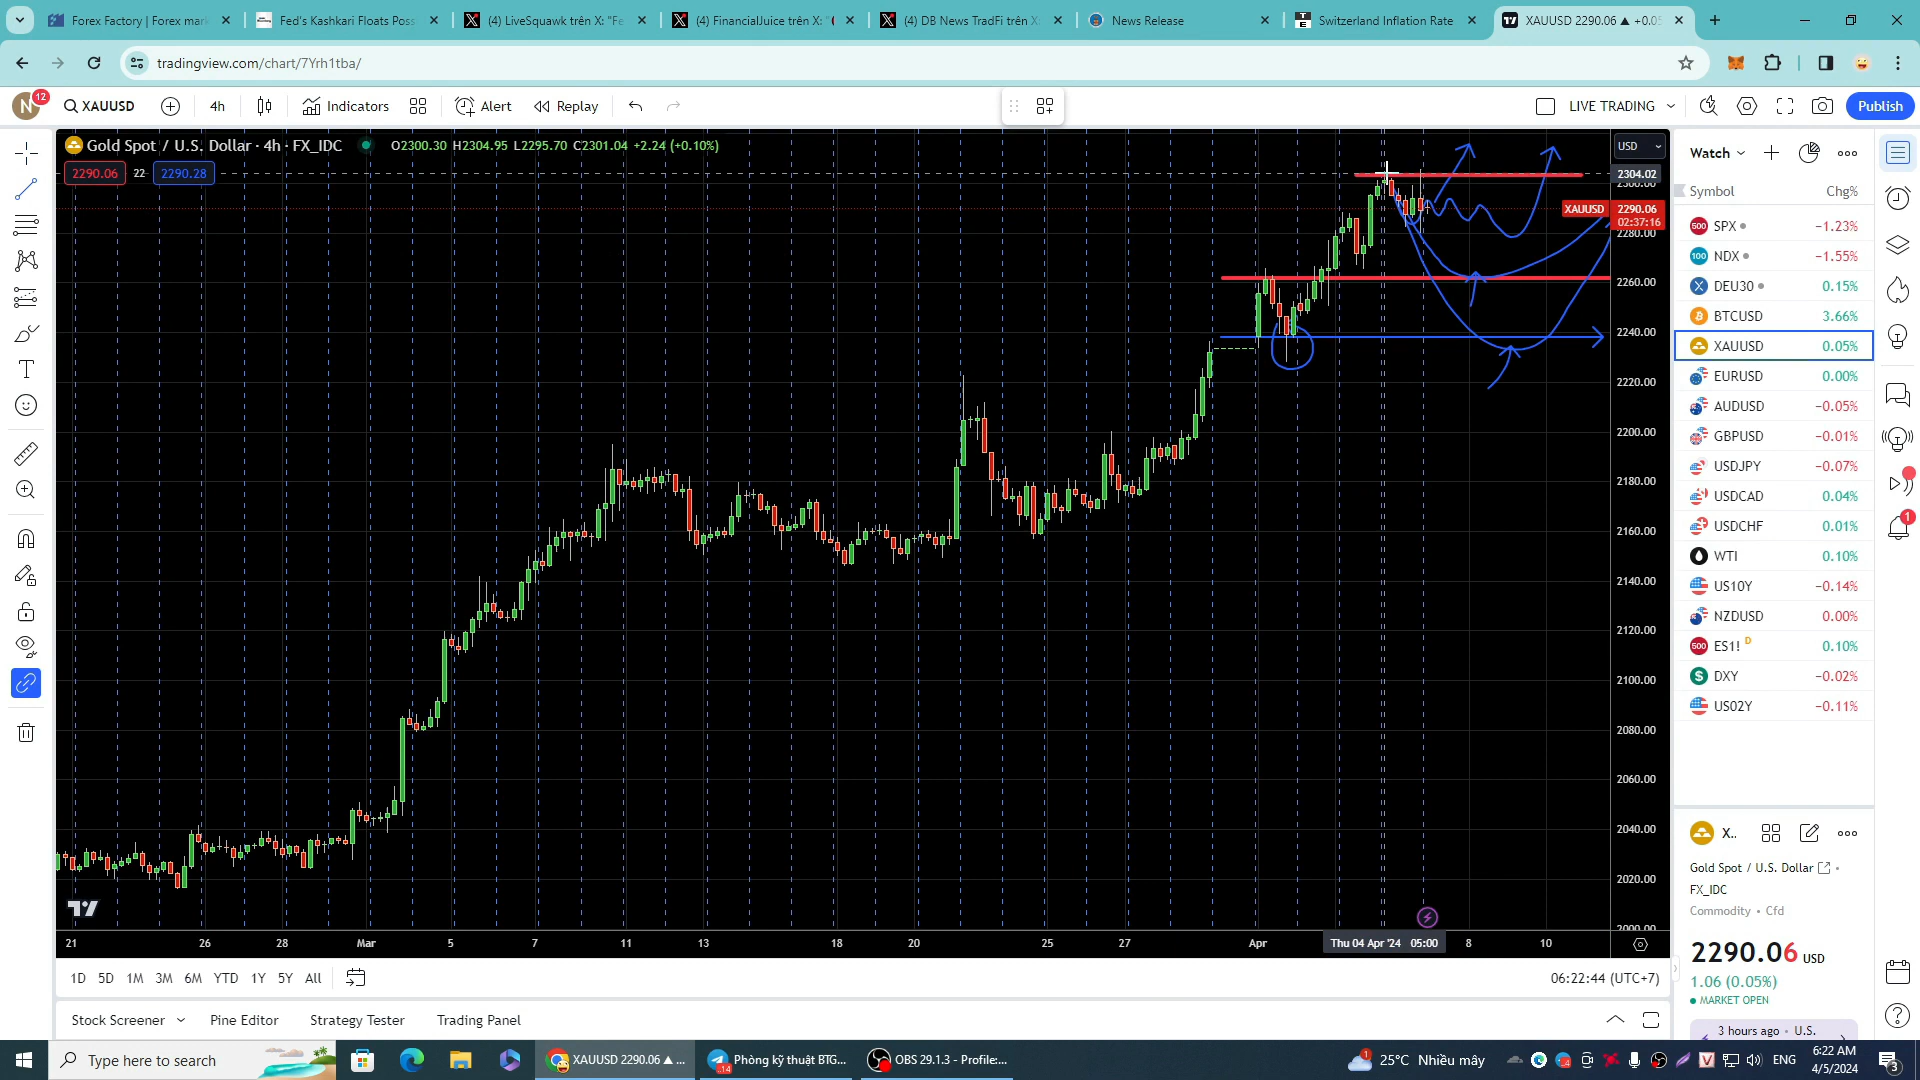 Forex Factory | Forex mark
Fed's Kashkari Floats Poss
(4) LiveSquawk trên X: "Fe
(4) FinancialJuice trên X: "
(4) DB News TradFi trên X
News Release
Switzerland Inflation Rate
XAUUSD 2290.06 ▲ +0.05
tradingview.com/chart/7Yrh1tba/
N
12
XAUUSD
4h
Indicators
Alert
Replay
LIVE TRADING
Publish
Gold Spot / U.S. Dollar · 4h · FX_IDC
O2300.30 H2304.95 L2295.70 C2301.04 +2.24 (+0.10%)
2290.06
22
2290.28
USD
2304.02
2300.00
XAUUSD
2290.06
02:37:16
2280.00
2260.00
2240.00
2220.00
2200.00
2180.00
2160.00
2140.00
2120.00
2100.00
2080.00
2060.00
2040.00
2020.00
2000.00
21
26
28
Mar
5
7
11
13
18
20
25
27
Apr
Thu 04 Apr '24 05:00
8
10
1D 5D 1M 3M 6M YTD 1Y 5Y All
06:22:44 (UTC+7)
Stock Screener
Pine Editor
Strategy Tester
Trading Panel
Watch
Symbol Chg%
SPX −1.23%
NDX −1.55%
DEU30 0.15%
BTCUSD 3.66%
XAUUSD 0.05%
EURUSD 0.00%
AUDUSD −0.05%
GBPUSD −0.01%
USDJPY −0.07%
USDCAD 0.04%
USDCHF 0.01%
WTI 0.10%
US10Y −0.14%
NZDUSD 0.00%
ES1! D 0.10%
DXY −0.02%
US02Y −0.11%
X..
Gold Spot / U.S. Dollar
FX_IDC
Commodity • Cfd
2290.06 USD
1.06 (0.05%)
MARKET OPEN
3 hours ago • U.S.
1
Type here to search
XAUUSD 2290.06 ▲ ...
Phòng kỹ thuật BTG...
OBS 29.1.3 - Profile:...
25°C Nhiều mây
ENG
6:22 AM
4/5/2024
3